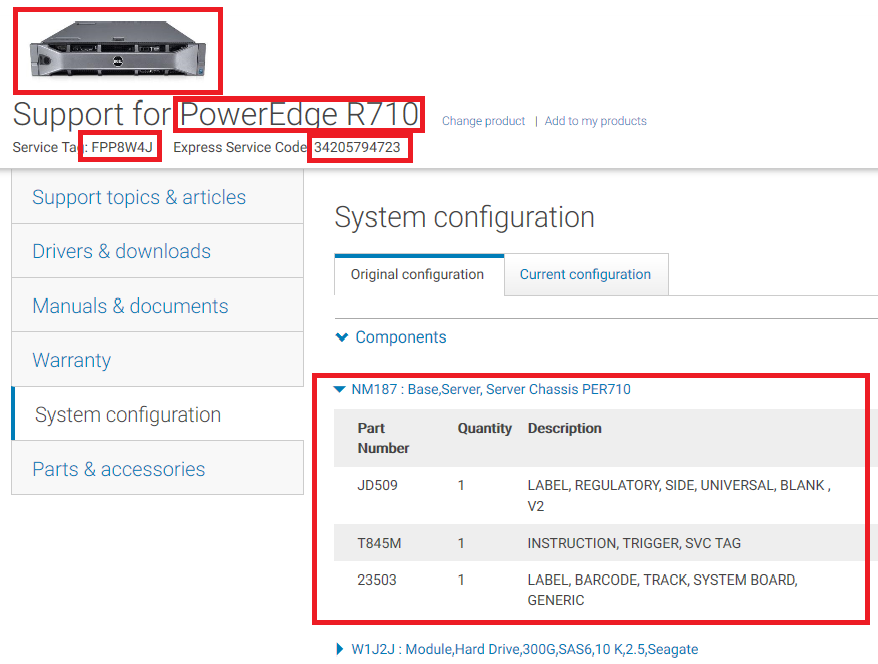 DELL
Support for PowerEdge R710
Change product | Add to my products
Service Tag: FPP8W4J Express Service Code: 34205794723
Support topics & articles
Drivers & downloads
Manuals & documents
Warranty
System configuration
Parts & accessories
System configuration
Original configuration
Current configuration
Components
NM187 : Base,Server, Server Chassis PER710
Part Number Quantity Description
JD509 1 LABEL, REGULATORY, SIDE, UNIVERSAL, BLANK ,
V2
T845M 1 INSTRUCTION, TRIGGER, SVC TAG
23503 1 LABEL, BARCODE, TRACK, SYSTEM BOARD,
GENERIC
W1J2J : Module,Hard Drive,300G,SAS6,10 K,2.5,Seagate